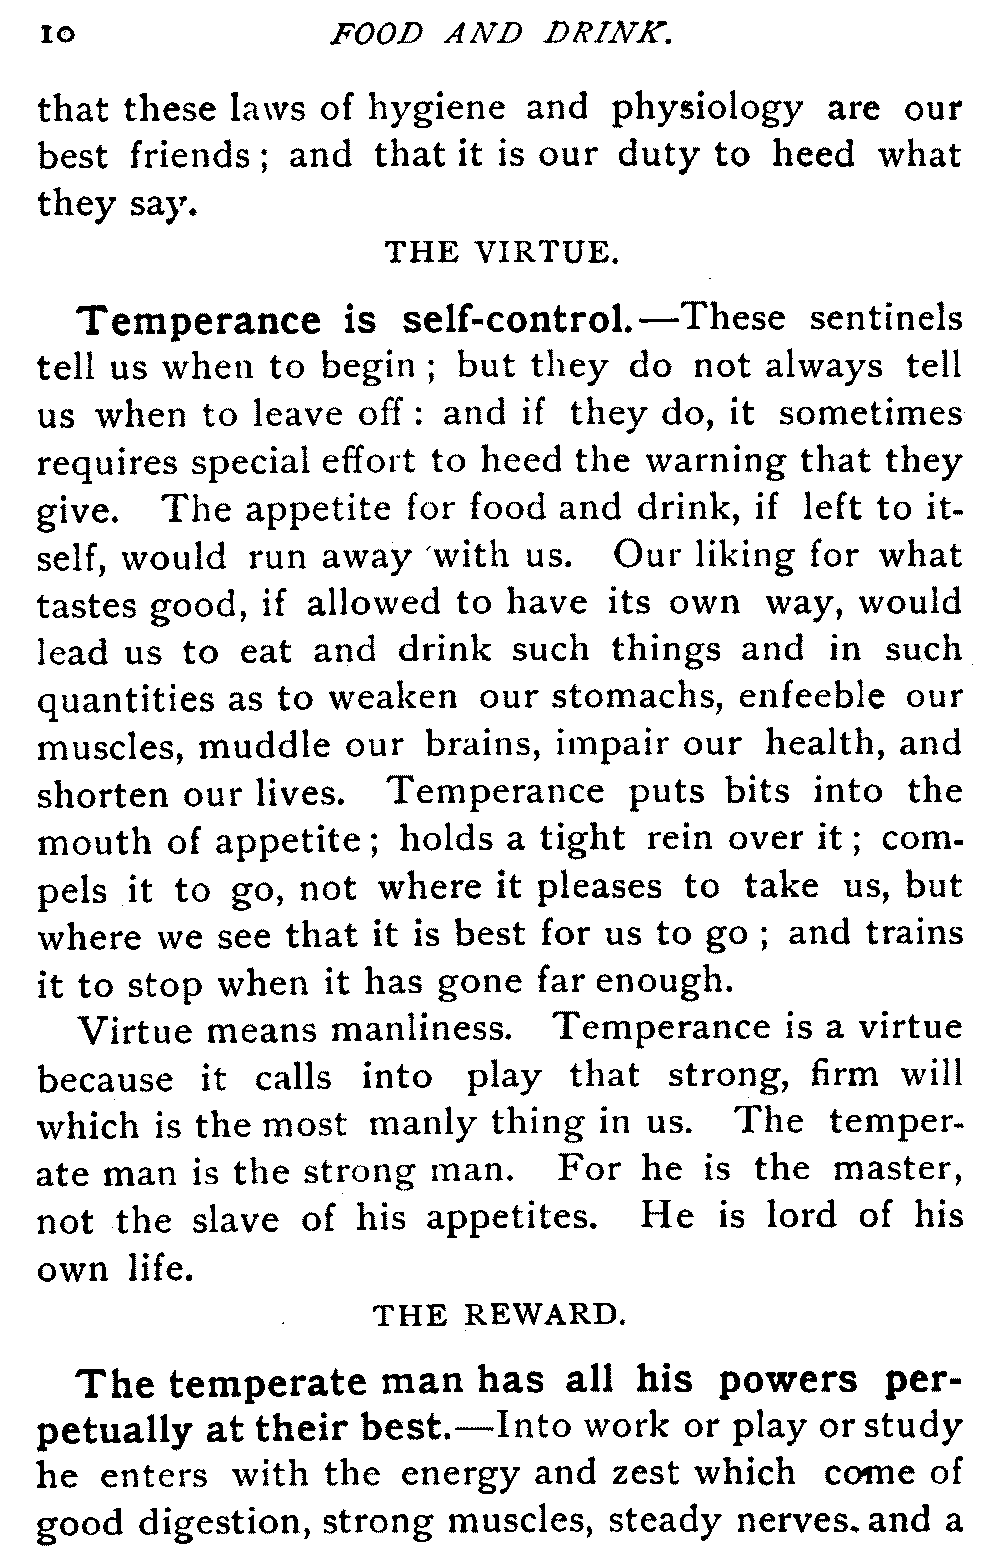 10 FOOD AND DRINK.
that these laws of hygiene and physiology are our
best friends; and that it is our duty to heed what
they say.
THE VIRTUE.
Temperance is self-control.—These sentinels
tell us when to begin; but they do not always tell
us when to leave off: and if they do, it sometimes
requires special effort to heed the warning that they
give. The appetite for food and drink, if left to it-
self, would run away with us. Our liking for what
tastes good, if allowed to have its own way, would
lead us to eat and drink such things and in such
quantities as to weaken our stomachs, enfeeble our
muscles, muddle our brains, impair our health, and
shorten our lives. Temperance puts bits into the
mouth of appetite; holds a tight rein over it; com-
pels it to go, not where it pleases to take us, but
where we see that it is best for us to go; and trains
it to stop when it has gone far enough.
Virtue means manliness. Temperance is a virtue
because it calls into play that strong, firm will
which is the most manly thing in us. The temper-
ate man is the strong man. For he is the master,
not the slave of his appetites. He is lord of his
own life.
THE REWARD.
The temperate man has all his powers per-
petually at their best.—Into work or play or study
he enters with the energy and zest which come of
good digestion, strong muscles, steady nerves. and a